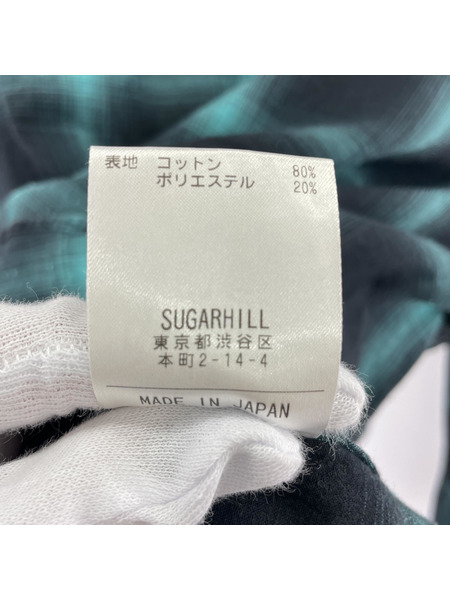 表地 コットン 80%
ポリエステル 20%
SUGARHILL
東京都渋谷区
本町2-14-4
MADE IN JAPAN